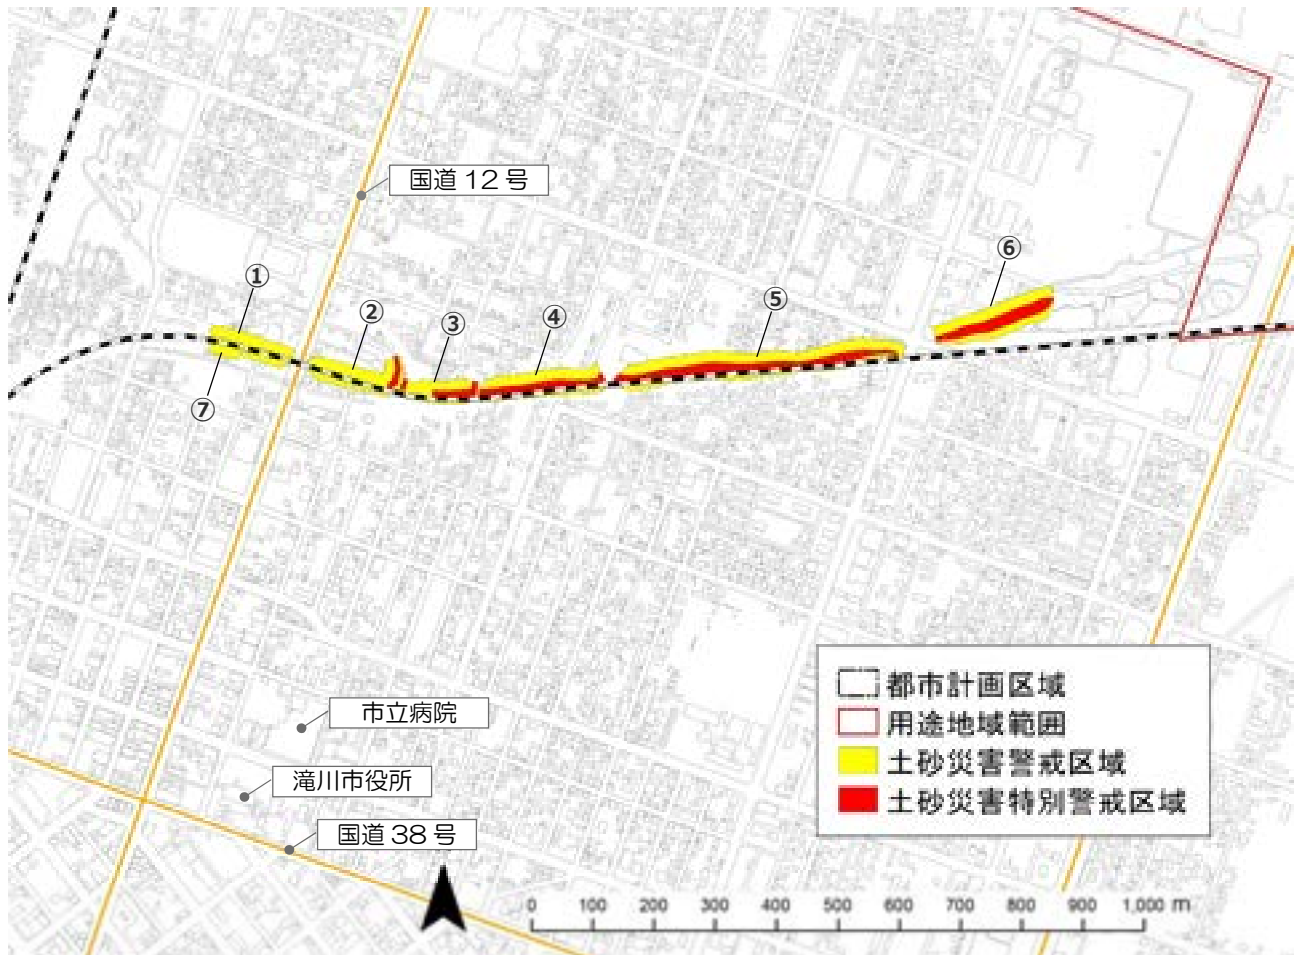 国道 12 号
⑥
①
⑤
②
④
③
⑦
都市計画区域
用途地域範囲
土砂災害警戒区域
土砂災害特別警戒区域
市立病院
滝川市役所
国道 38 号
0 100 200 300 400 500 600 700 800 900 1,000 m